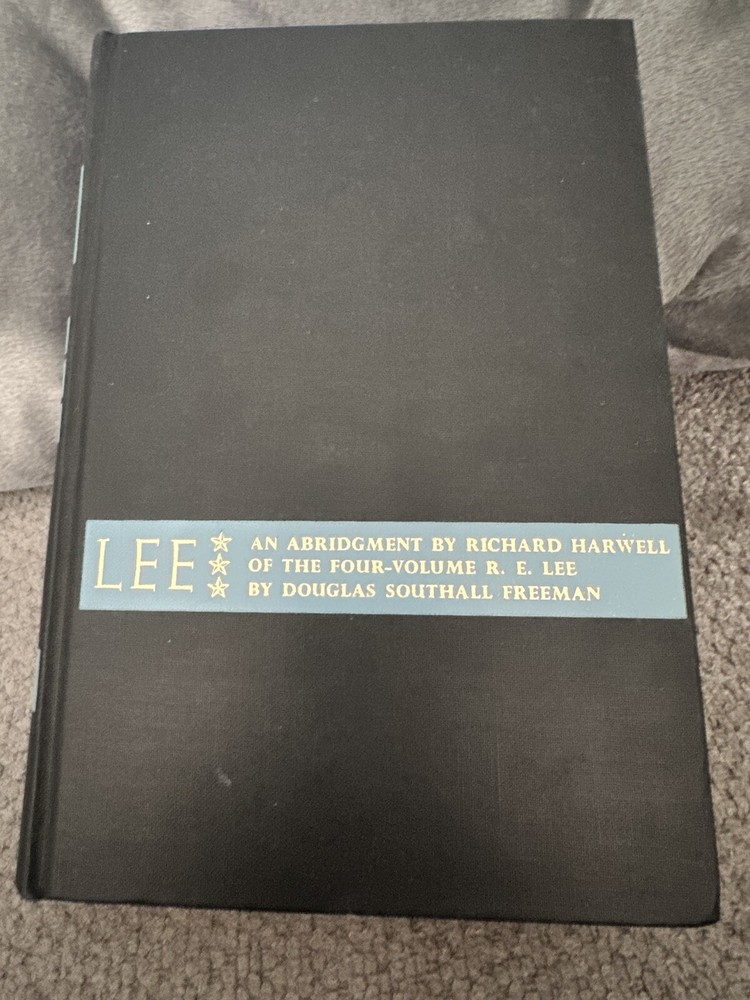 LEE
AN ABRIDGMENT BY RICHARD HARWELL
OF THE FOUR-VOLUME R. E. LEE
BY DOUGLAS SOUTHALL FREEMAN